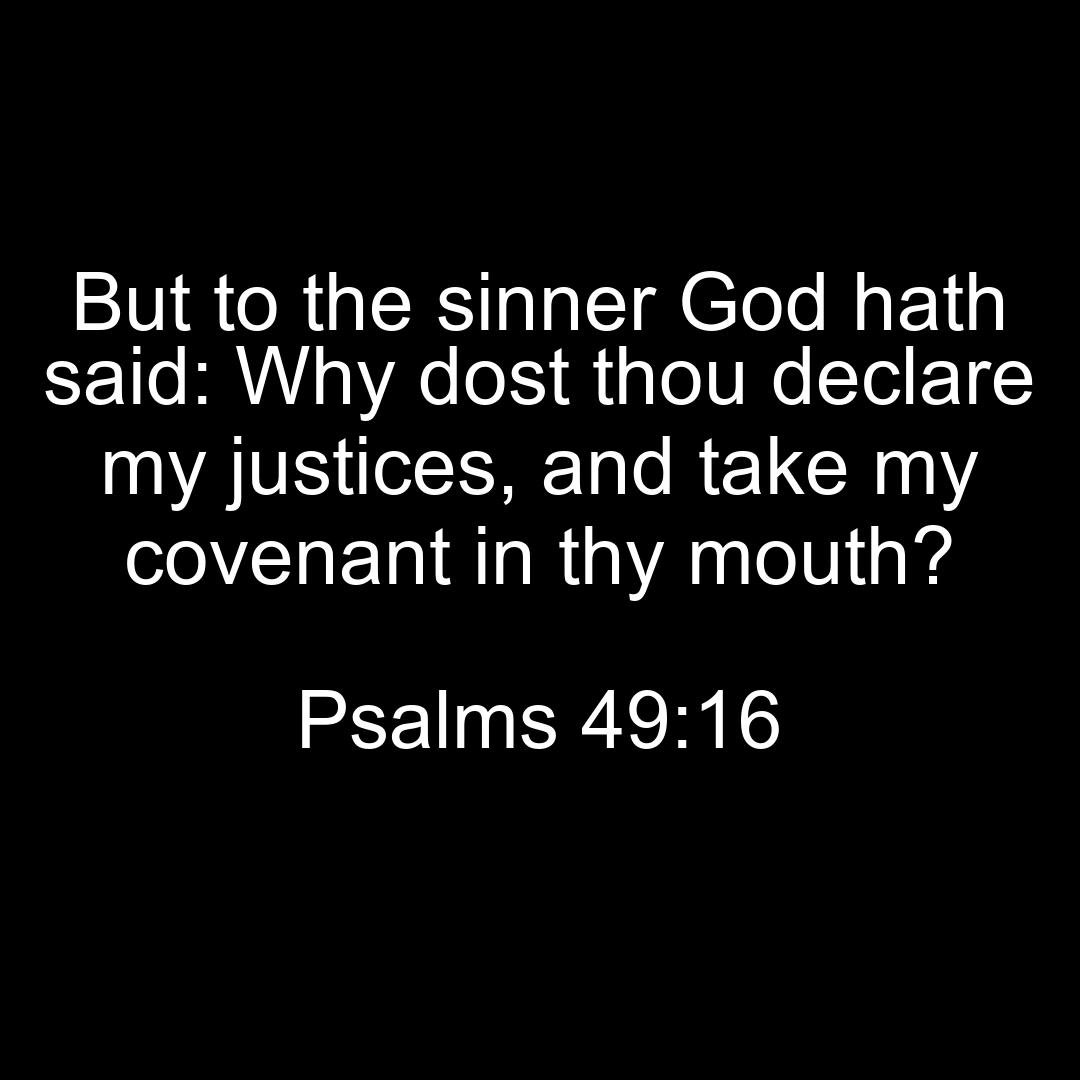 But to the sinner God hath
said: Why dost thou declare
my justices, and take my
covenant in thy mouth?
Psalms 49:16